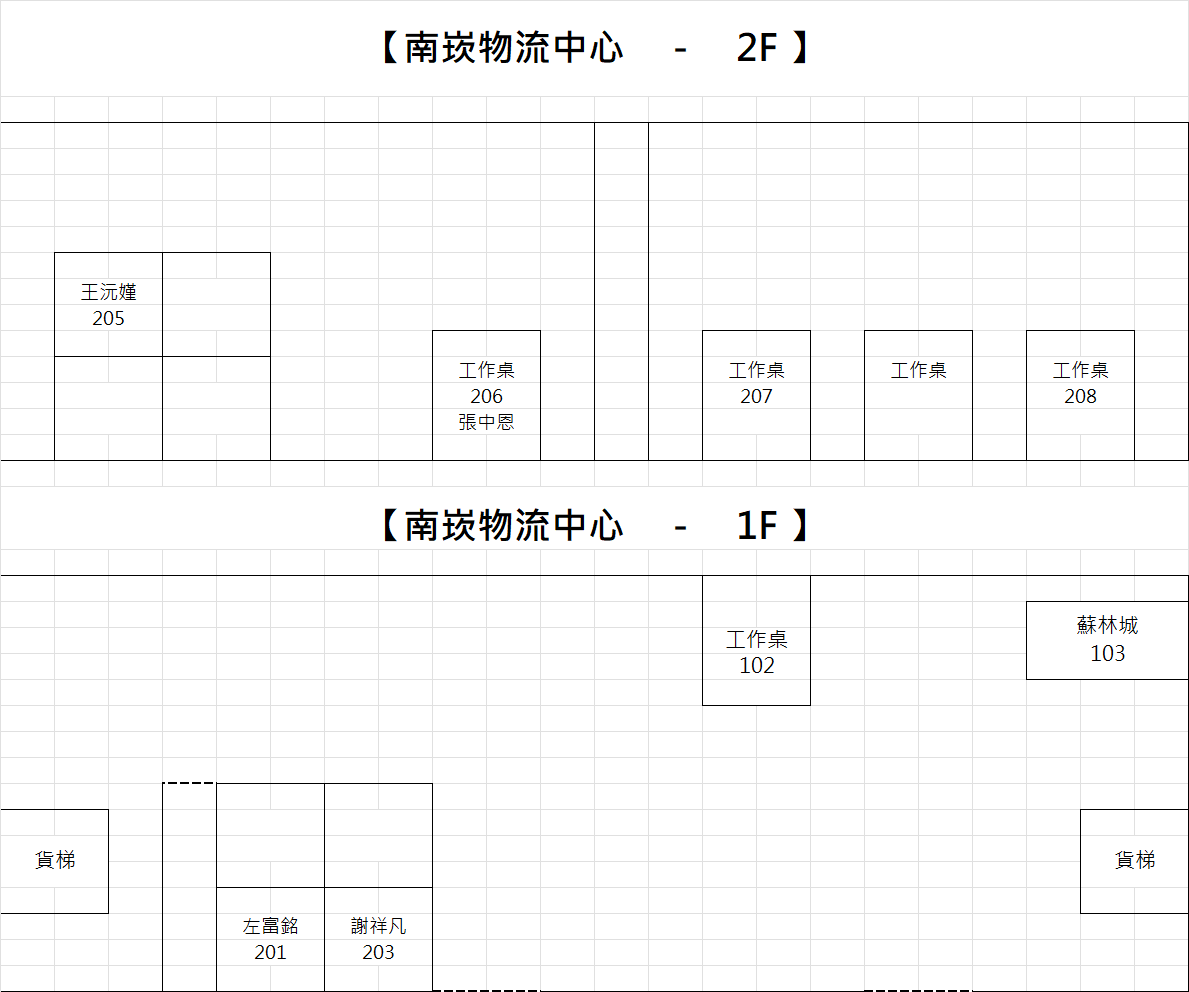 【南崁物流中心 - 2F】
王沅嫤
205
工作桌
206
張中恩
工作桌
207
工作桌
工作桌
208
【南崁物流中心 - 1F】
工作桌
102
蘇林城
103
貨梯
貨梯
左富銘
201
謝祥凡
203